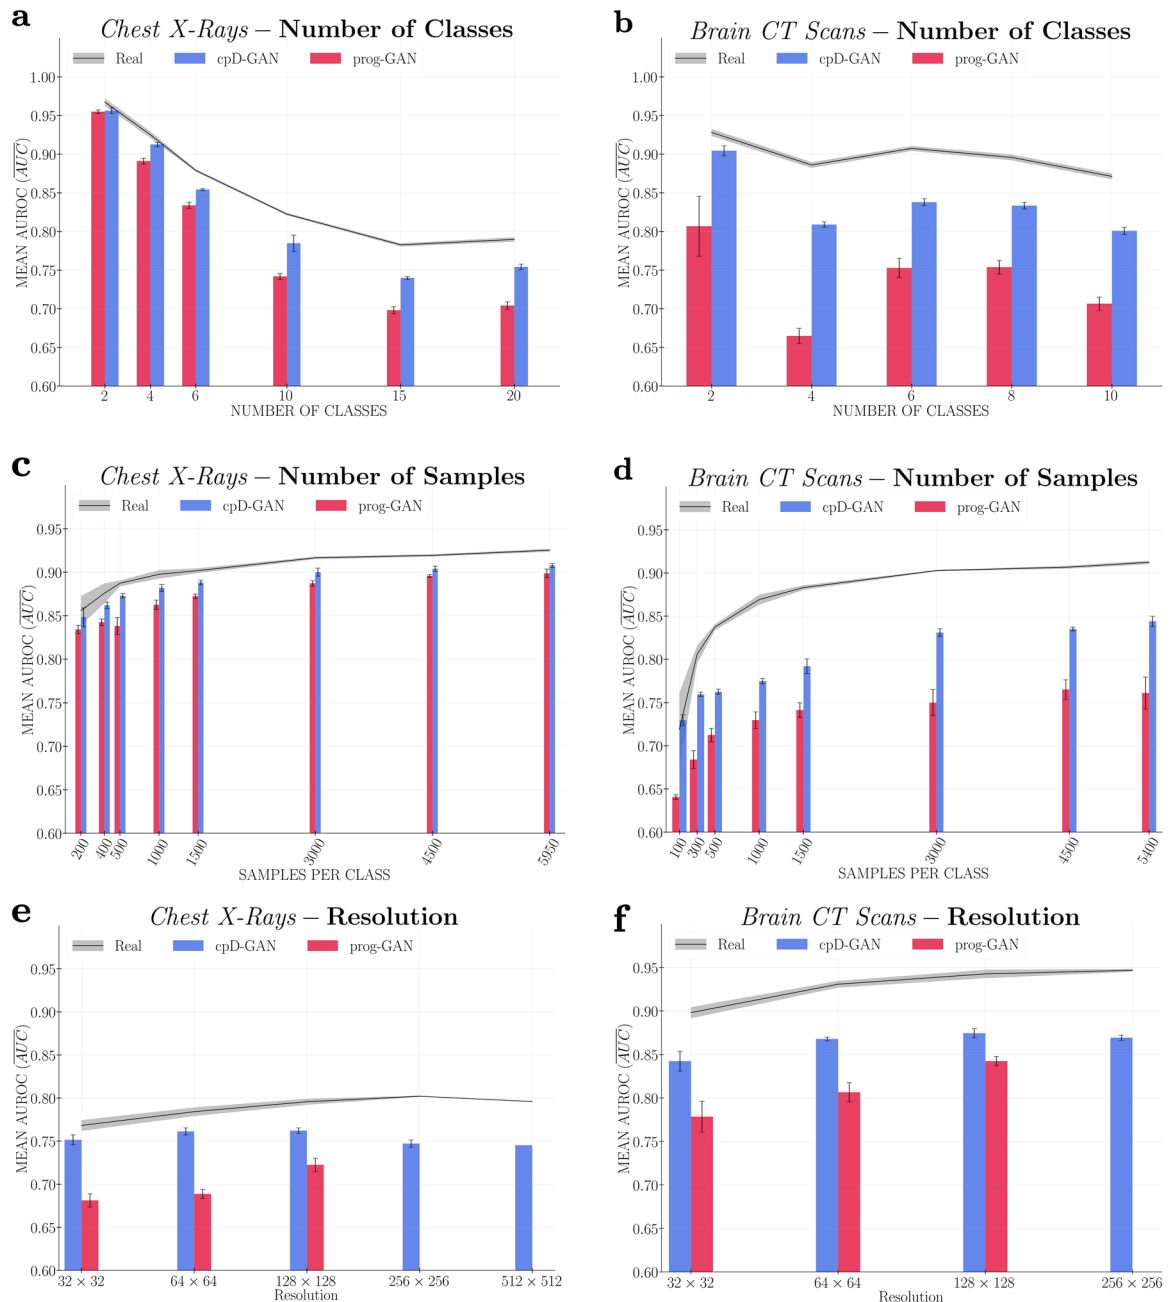 a
Chest X-Rays – Number of Classes
Real cpD-GAN prog-GAN
MEAN AUROC (AUC)
1.00
0.95
0.90
0.85
0.80
0.75
0.70
0.65
0.60
2 4 6 10 15 20
NUMBER OF CLASSES
b
Brain CT Scans – Number of Classes
Real cpD-GAN prog-GAN
MEAN AUROC (AUC)
1.00
0.95
0.90
0.85
0.80
0.75
0.70
0.65
0.60
2 4 6 8 10
NUMBER OF CLASSES
c
Chest X-Rays – Number of Samples
Real cpD-GAN prog-GAN
MEAN AUROC (AUC)
0.95
0.90
0.85
0.80
0.75
0.70
0.65
0.60
200 400 500 1000 1500 3000 4500 5950
SAMPLES PER CLASS
d
Brain CT Scans – Number of Samples
Real cpD-GAN prog-GAN
MEAN AUROC (AUC)
0.95
0.90
0.85
0.80
0.75
0.70
0.65
0.60
100 300 500 1000 1500 3000 4500 5400
SAMPLES PER CLASS
e
Chest X-Rays – Resolution
Real cpD-GAN prog-GAN
MEAN AUROC (AUC)
0.95
0.90
0.85
0.80
0.75
0.70
0.65
0.60
32 × 32 64 × 64 128 × 128 256 × 256 512 × 512
Resolution
f
Brain CT Scans – Resolution
Real cpD-GAN prog-GAN
MEAN AUROC (AUC)
0.95
0.90
0.85
0.80
0.75
0.70
0.65
0.60
32 × 32 64 × 64 128 × 128 256 × 256
Resolution